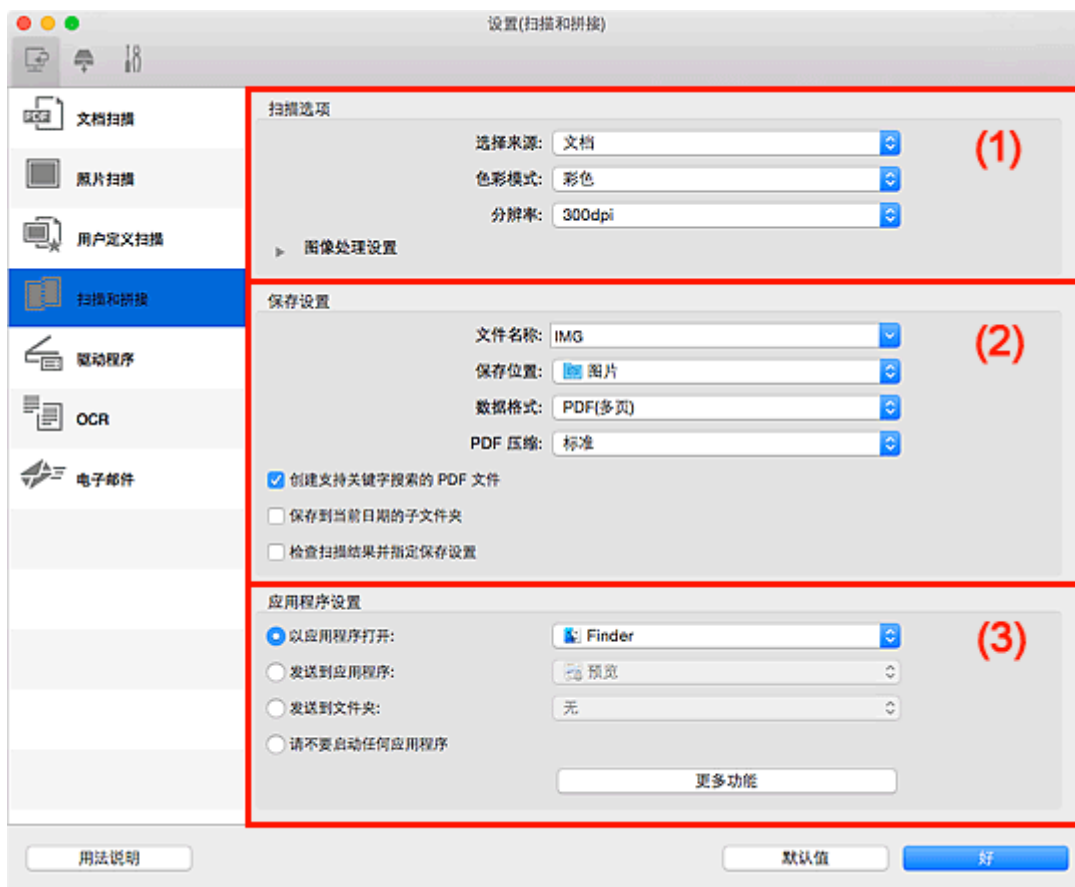 设置(扫描和拼接)
文档扫描
照片扫描
用户定义扫描
扫描和拼接
驱动程序
OCR
电子邮件
扫描选项
(1)
选择来源: 文档
色彩模式: 彩色
分辨率: 300dpi
图像处理设置
保存设置
(2)
文件名称: IMG
保存位置: 图片
数据格式: PDF(多页)
PDF 压缩: 标准
创建支持关键字搜索的 PDF 文件
保存到当前日期的子文件夹
检查扫描结果并指定保存设置
应用程序设置
(3)
以应用程序打开: Finder
发送到应用程序: 预览
发送到文件夹: 无
请不要启动任何应用程序
更多功能
用法说明 默认值 好